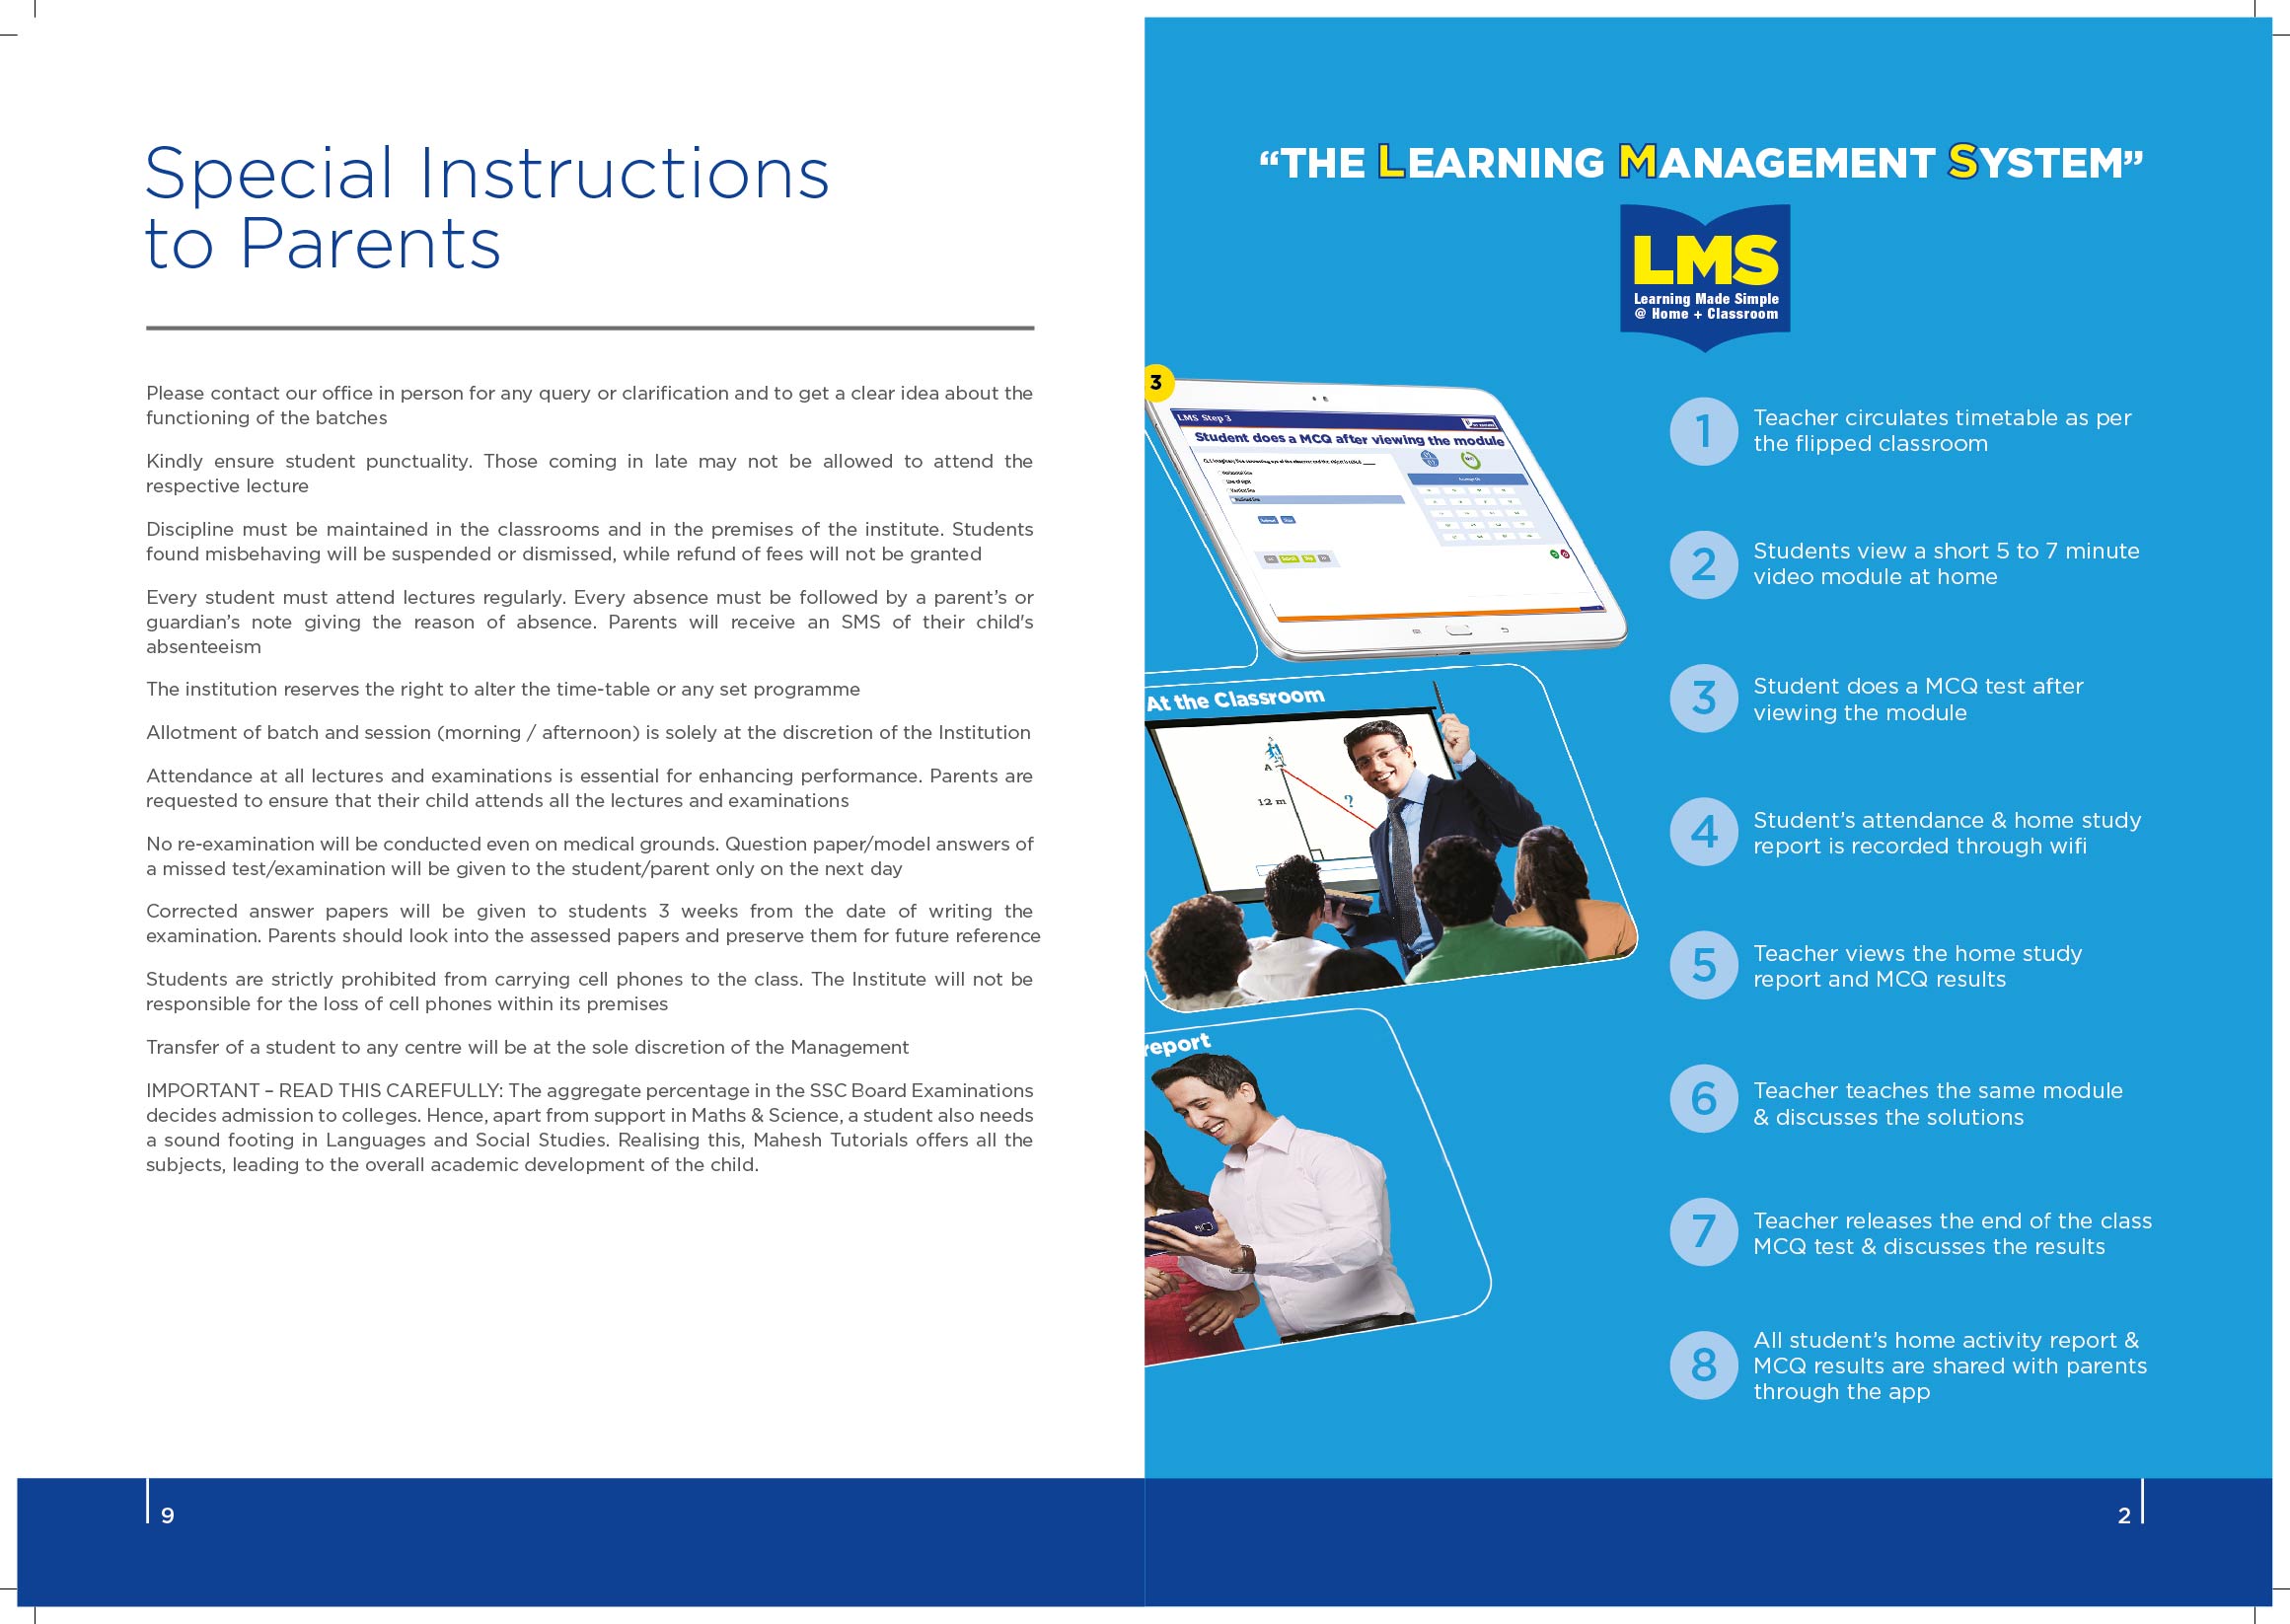 Special Instructions
to Parents
Please contact our office in person for any query or clarification and to get a clear idea about the
functioning of the batches
Kindly ensure student punctuality. Those coming in late may not be allowed to attend the
respective lecture
Discipline must be maintained in the classrooms and in the premises of the institute. Students
found misbehaving will be suspended or dismissed, while refund of fees will not be granted
Every student must attend lectures regularly. Every absence must be followed by a parent’s or
guardian’s note giving the reason of absence. Parents will receive an SMS of their child's
absenteeism
The institution reserves the right to alter the time-table or any set programme
Allotment of batch and session (morning / afternoon) is solely at the discretion of the Institution
Attendance at all lectures and examinations is essential for enhancing performance. Parents are
requested to ensure that their child attends all the lectures and examinations
No re-examination will be conducted even on medical grounds. Question paper/model answers of
a missed test/examination will be given to the student/parent only on the next day
Corrected answer papers will be given to students 3 weeks from the date of writing the
examination. Parents should look into the assessed papers and preserve them for future reference
Students are strictly prohibited from carrying cell phones to the class. The Institute will not be
responsible for the loss of cell phones within its premises
Transfer of a student to any centre will be at the sole discretion of the Management
IMPORTANT – READ THIS CAREFULLY: The aggregate percentage in the SSC Board Examinations
decides admission to colleges. Hence, apart from support in Maths & Science, a student also needs
a sound footing in Languages and Social Studies. Realising this, Mahesh Tutorials offers all the
subjects, leading to the overall academic development of the child.
9
“THE LEARNING MANAGEMENT SYSTEM”
LMS
Learning Made Simple
@ Home + Classroom
3
LMS Step 3
Student does a MCQ after viewing the module
At the Classroom
A
12 m
?
report
1
Teacher circulates timetable as per
the flipped classroom
2
Students view a short 5 to 7 minute
video module at home
3
Student does a MCQ test after
viewing the module
4
Student’s attendance & home study
report is recorded through wifi
5
Teacher views the home study
report and MCQ results
6
Teacher teaches the same module
& discusses the solutions
7
Teacher releases the end of the class
MCQ test & discusses the results
8
All student’s home activity report &
MCQ results are shared with parents
through the app
2